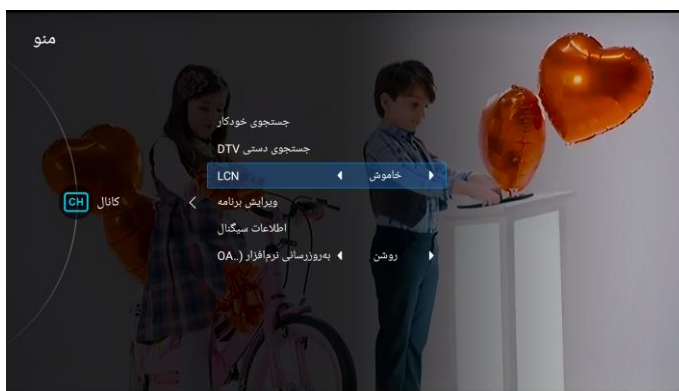 منو
CH کانال
جستجوی خودکار
جستجوی دستی DTV
LCN خاموش
ویرایش برنامه
اطلاعات سیگنال
به‌روزرسانی نرم‌افزار (..OA روشن